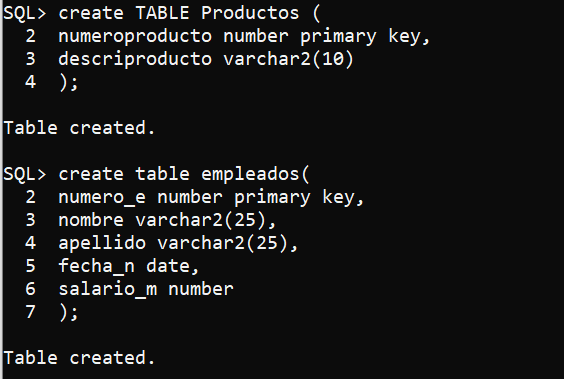 SQL> create TABLE Productos (
  2  numeroproducto number primary key,
  3  descriproducto varchar2(10)
  4  );
Table created.
SQL> create table empleados(
  2  numero_e number primary key,
  3  nombre varchar2(25),
  4  apellido varchar2(25),
  5  fecha_n date,
  6  salario_m number
  7  );
Table created.